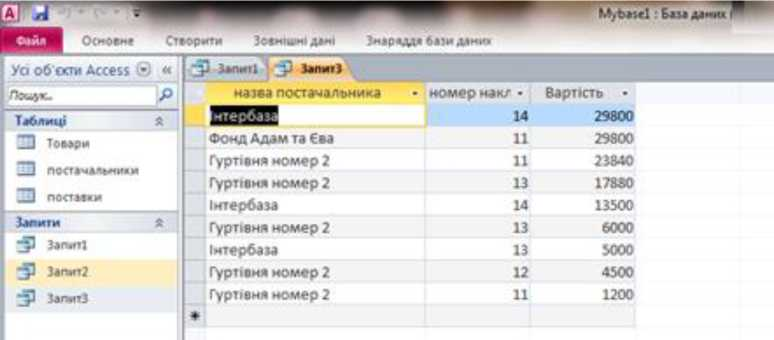 A
Mybase1 : База даних (
Файл Основне Створити Зовнішні дані Знаряддя бази даних
Усі об'єкти Access «
Запит1 Запит3
Пошук...
назва постачальника номер накл Вартість
Таблиці
Інтербаза 14 29800
Товари
Фонд Адам та Єва 11 29800
постачальники
Гуртівня номер 2 11 23840
поставки
Гуртівня номер 2 13 17880
Інтербаза 14 13500
Запити
Гуртівня номер 2 13 6000
Запит1
Інтербаза 13 5000
Запит2
Гуртівня номер 2 12 4500
Запит3
Гуртівня номер 2 11 1200